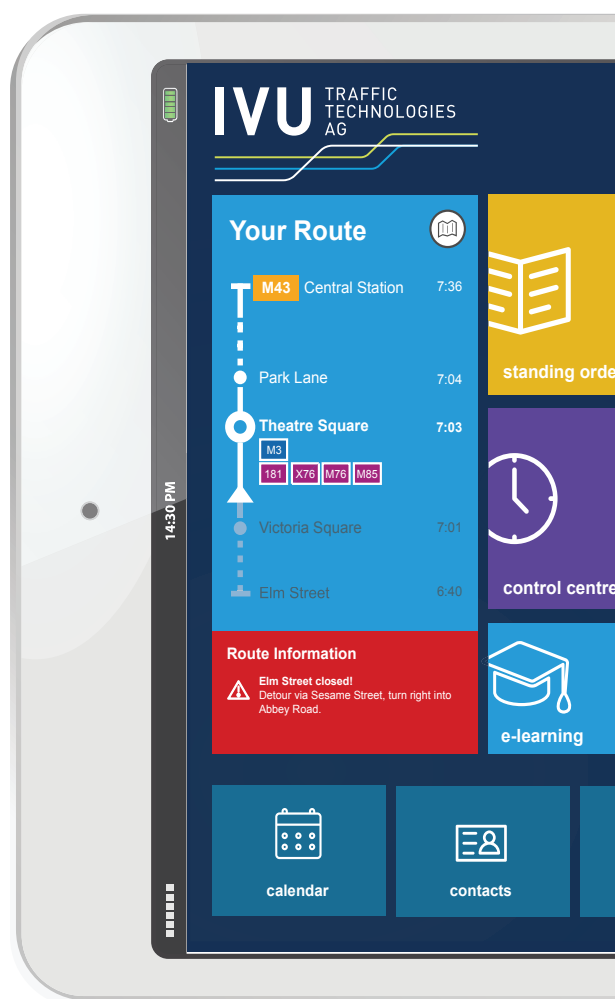 IVU TRAFFIC
TECHNOLOGIES
AG
Your Route
M43 Central Station 7:36
Park Lane 7:04
Theatre Square 7:03
M3
181 X76 M76 M85
Victoria Square 7:01
Elm Street 6:40
Route Information
Elm Street closed!
Detour via Sesame Street, turn right into
Abbey Road.
standing orde
control centre
e-learning
calendar
contacts
14:30 PM